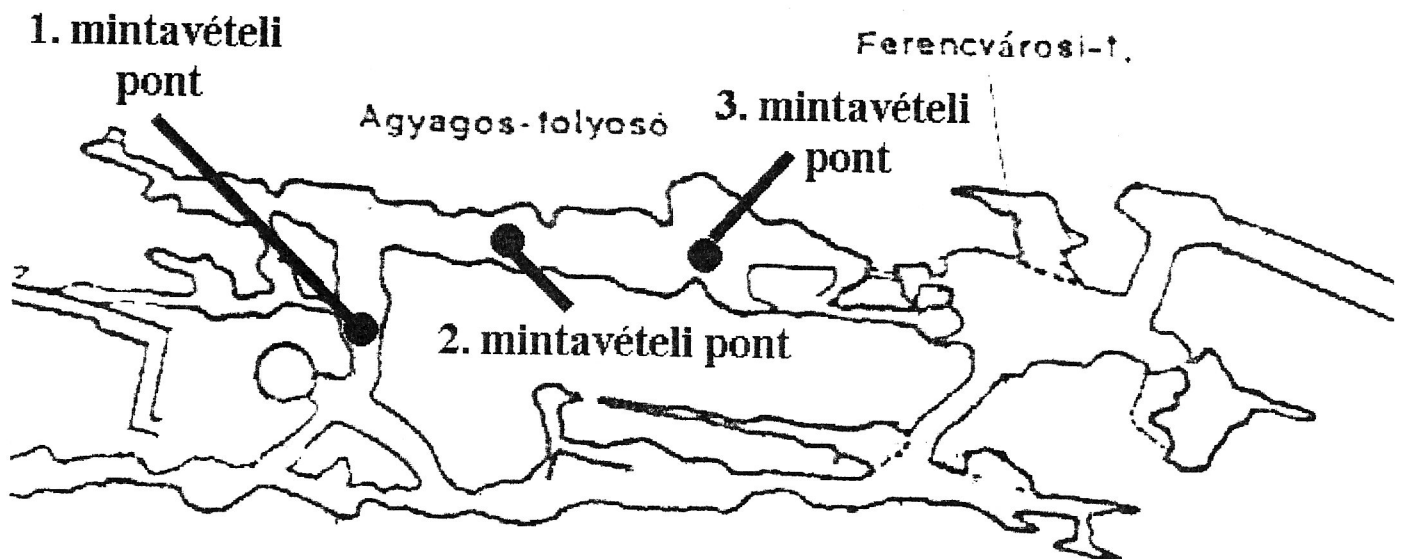 1. mintavételi
pont
Ferencvárosi-t.
Agyagos-folyosó
3. mintavételi
pont
?
2. mintavételi pont